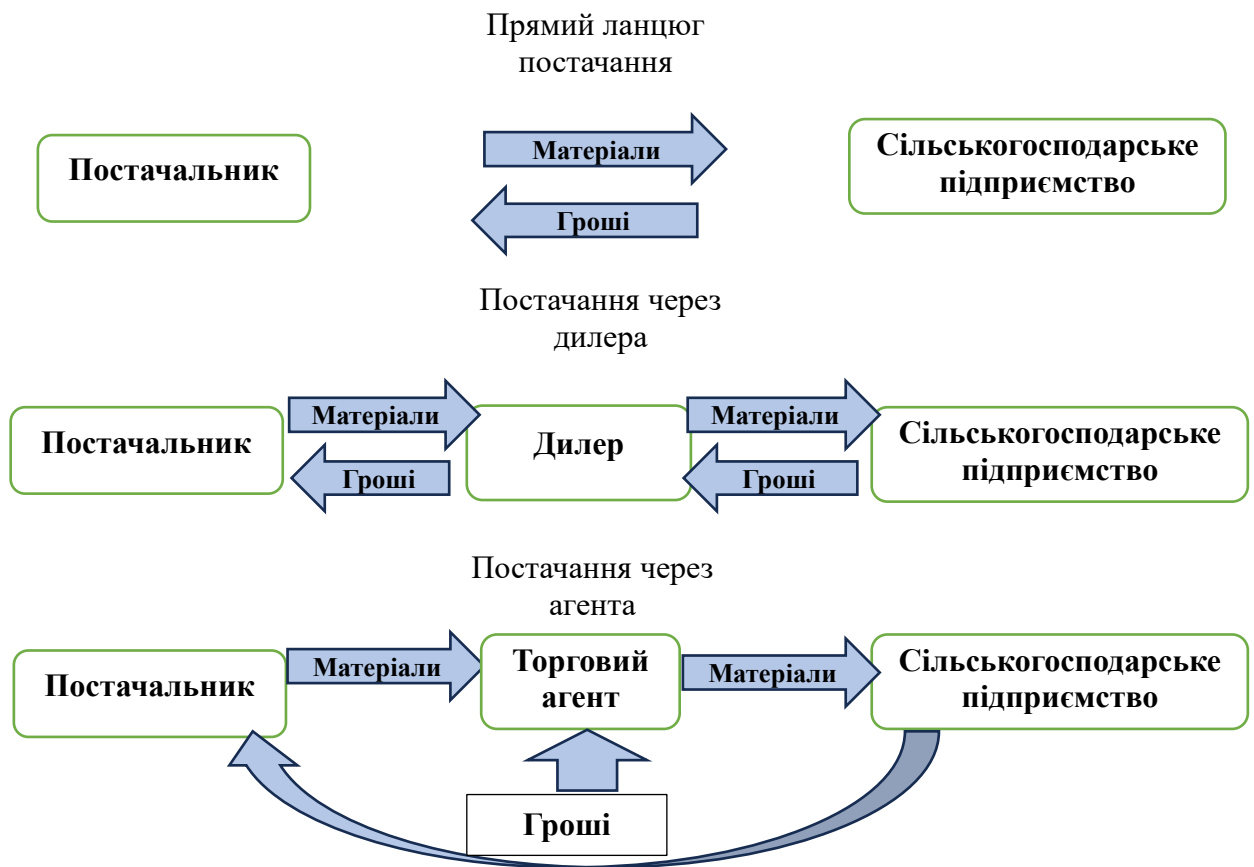 Прямий ланцюг
постачання
Постачальник
Матеріали
Гроші
Сільськогосподарське
підприємство
Постачання через
дилера
Постачальник
Матеріали
Гроші
Дилер
Матеріали
Гроші
Сільськогосподарське
підприємство
Постачання через
агента
Постачальник
Матеріали
Торговий
агент
Матеріали
Сільськогосподарське
підприємство
Гроші